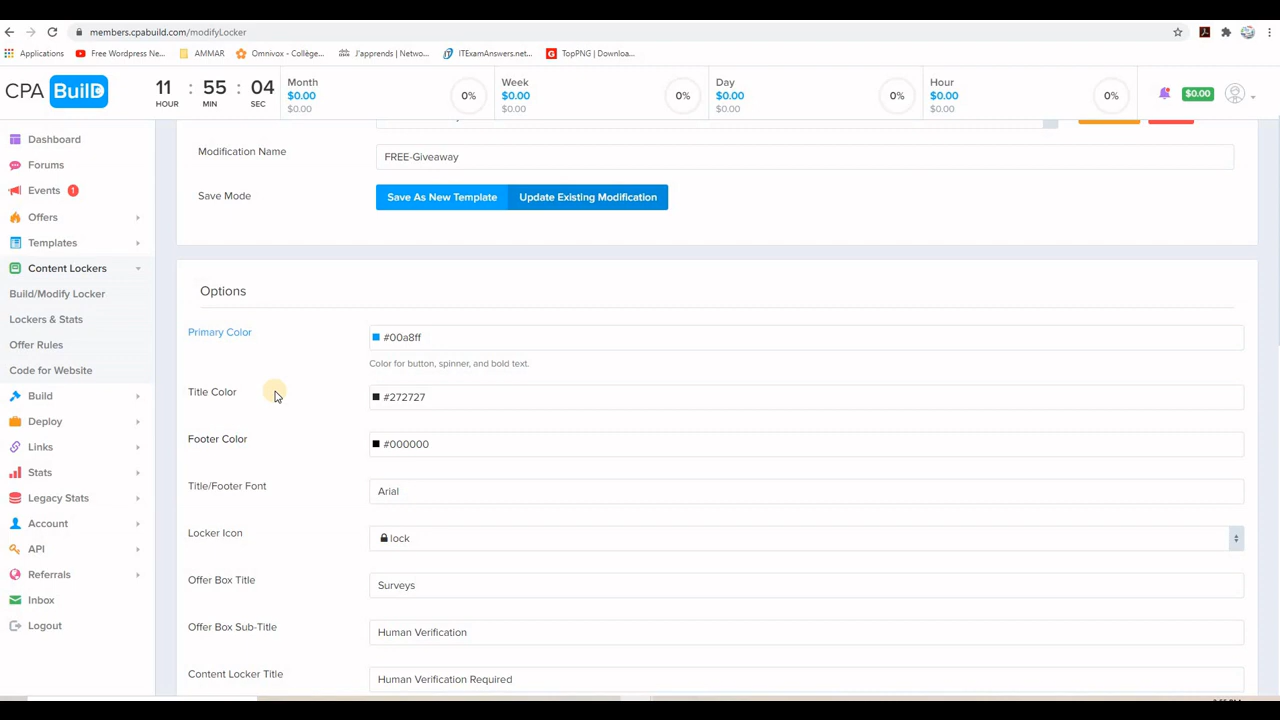 members.cpabuild.com/modifyLocker
Applications Free Wordpress Ne... AMMAR Omnivox - Collège... J'apprends | Netwo... ITExamAnswers.net... TopPNG | Downloa...
CPA BuilD
11 : 55 : 04
HOUR MIN SEC
Month
$0.00
$0.00
0%
Week
$0.00
$0.00
0%
Day
$0.00
$0.00
0%
Hour
$0.00
$0.00
0%
$0.00
Dashboard
Forums
Events 1
Offers
Templates
Content Lockers
Build/Modify Locker
Lockers & Stats
Offer Rules
Code for Website
Build
Deploy
Links
Stats
Legacy Stats
Account
API
Referrals
Inbox
Logout
Modification Name FREE-Giveaway
Save Mode Save As New Template Update Existing Modification
Options
Primary Color #00a8ff
Color for button, spinner, and bold text.
Title Color #272727
Footer Color #000000
Title/Footer Font Arial
Locker Icon lock
Offer Box Title Surveys
Offer Box Sub-Title Human Verification
Content Locker Title Human Verification Required